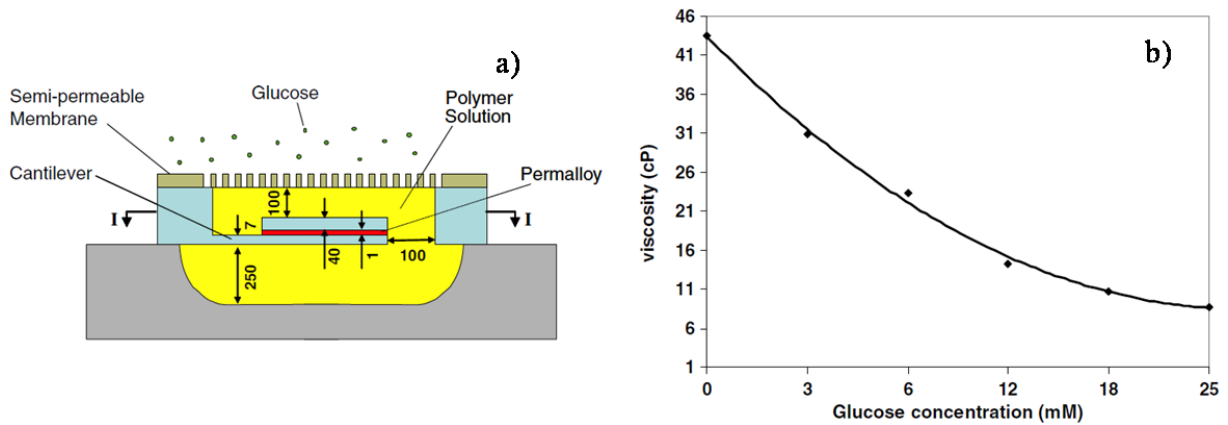 a)
Glucose
Polymer
Solution
Semi-permeable
Membrane
Cantilever
Permalloy
I
I
100
7
40
1
100
250
b)
46
41
36
31
26
21
16
11
6
1
viscosity (cP)
0
3
6
12
18
25
Glucose concentration (mM)